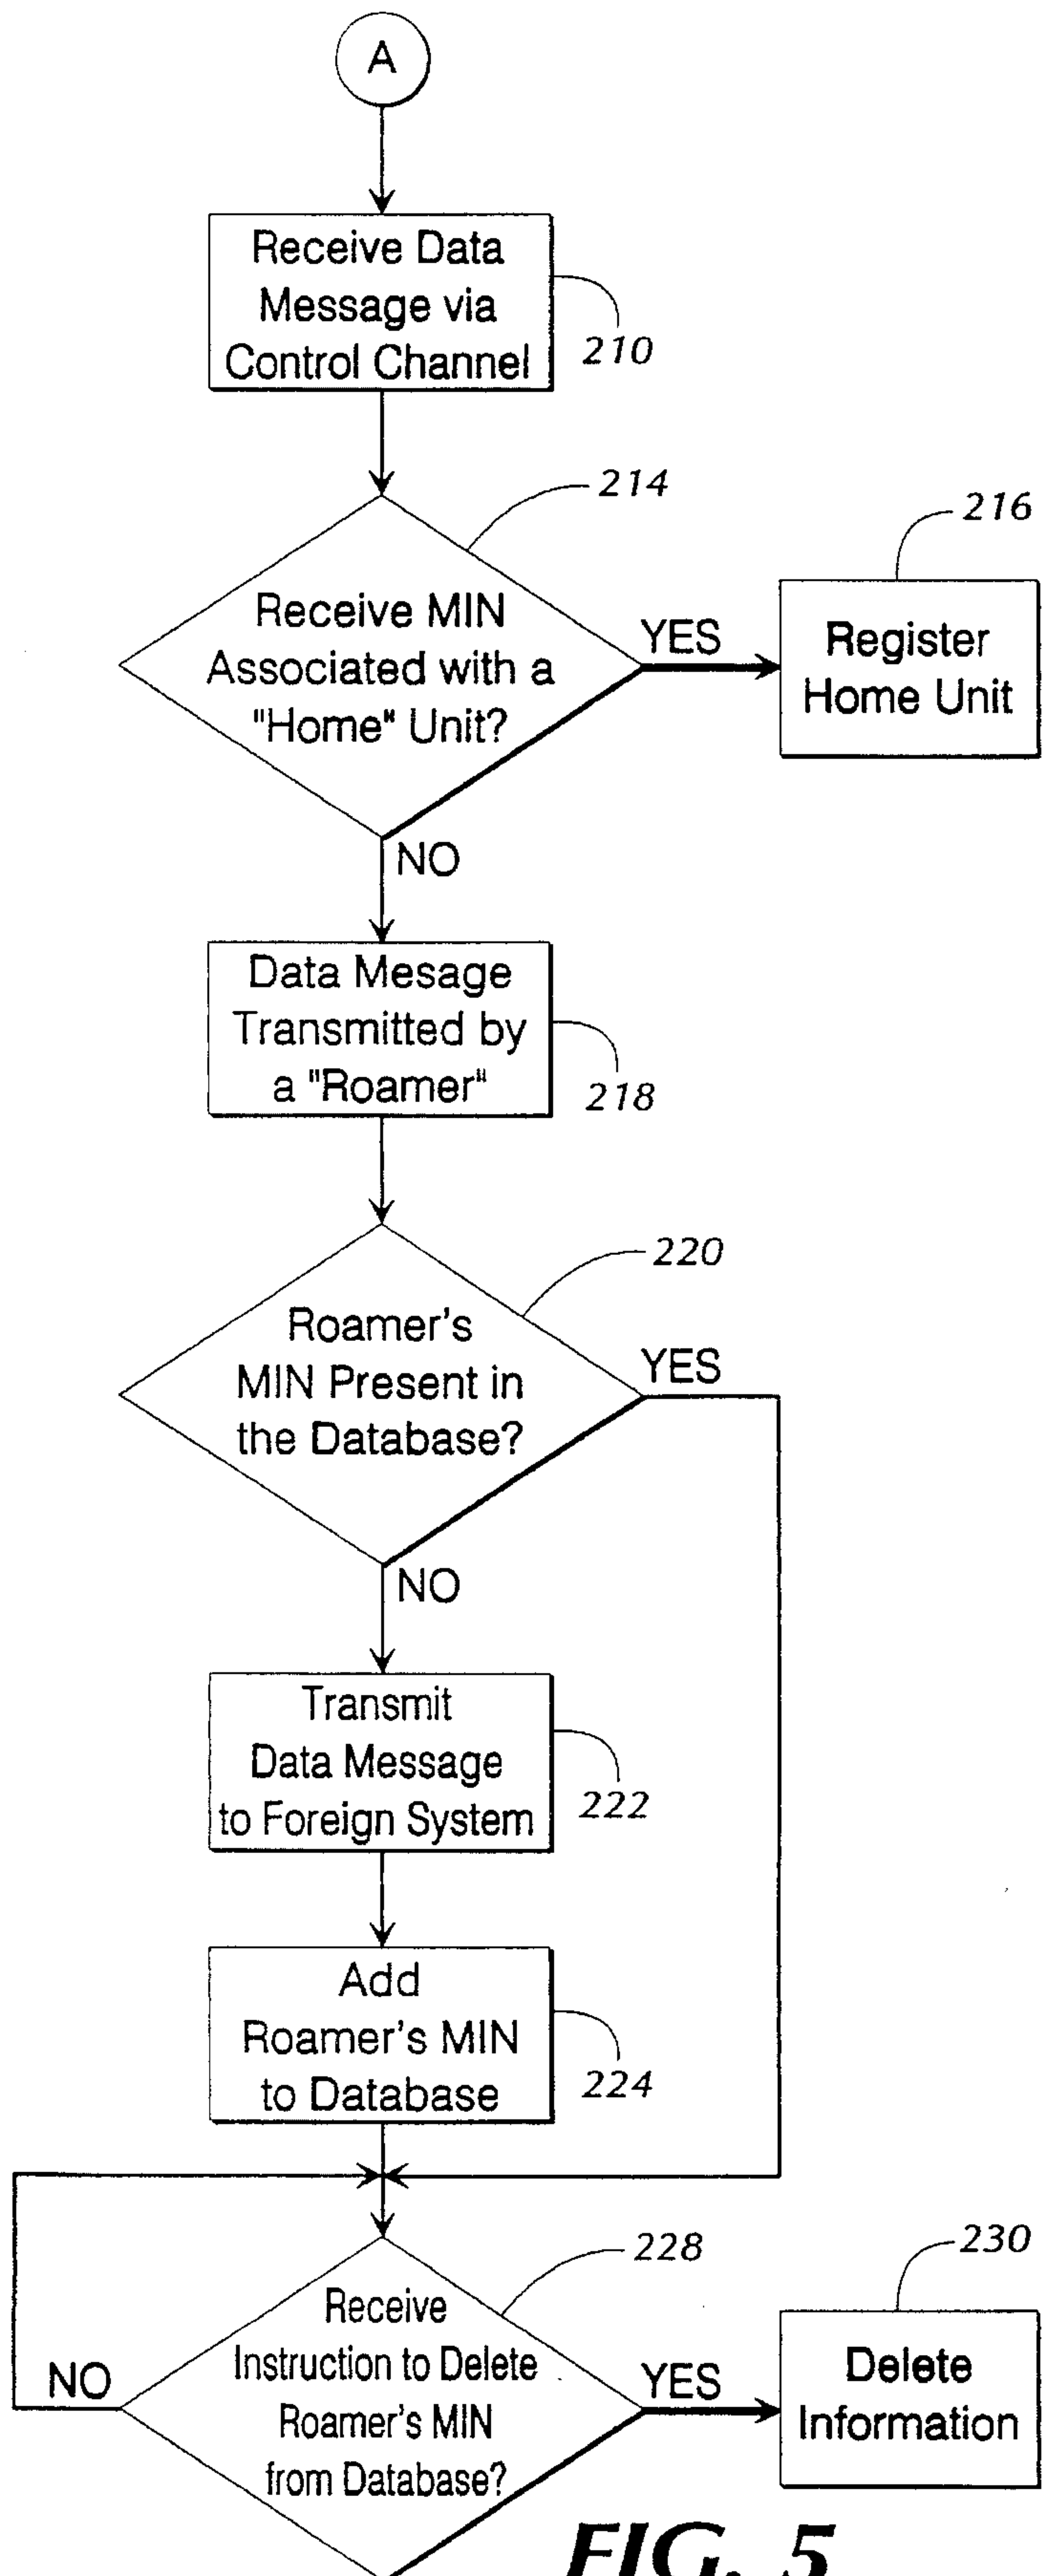 A
Receive Data
Message via
Control Channel
210
214
Receive MIN
Associated with a
"Home" Unit?
YES
216
Register
Home Unit
NO
Data Mesage
Transmitted by
a "Roamer"
218
220
Roamer's
MIN Present in
the Database?
YES
NO
Transmit
Data Message
to Foreign System
222
Add
Roamer's MIN
to Database
224
228
Receive
Instruction to Delete
Roamer's MIN
from Database?
NO
YES
230
Delete
Information
FIG. 5